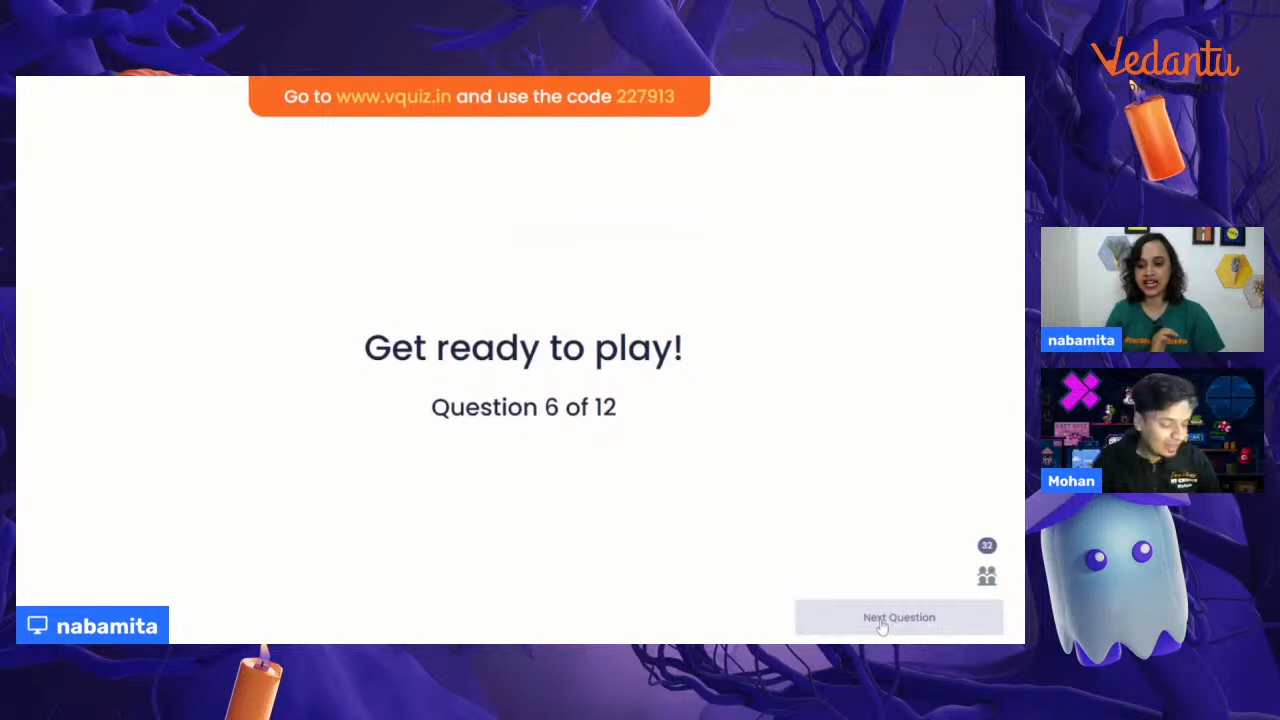 Vedantu
Go to www.vquiz.in and use the code 227913
Get ready to play!
Question 6 of 12
nabamita
Mohan
32
Next Question
nabamita